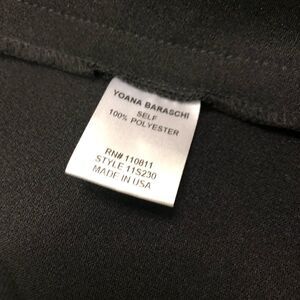 YOANA BARASCHI
SELF
100% POLYESTER
RN# 110811
STYLE 11S230
MADE IN USA